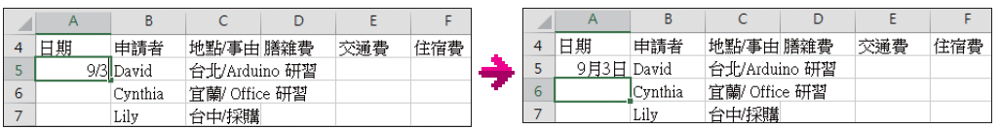 A B C D E F
4 日期 申請者 地點/事由 膳雜費 交通費 住宿費
5 9/3 David 台北/Arduino 研習
6 Cynthia 宜蘭/ Office 研習
7 Lily 台中/採購
A B C D E F
4 日期 申請者 地點/事由 膳雜費 交通費 住宿費
5 9月3日 David 台北/Arduino 研習
6 Cynthia 宜蘭/ Office 研習
7 Lily 台中/採購